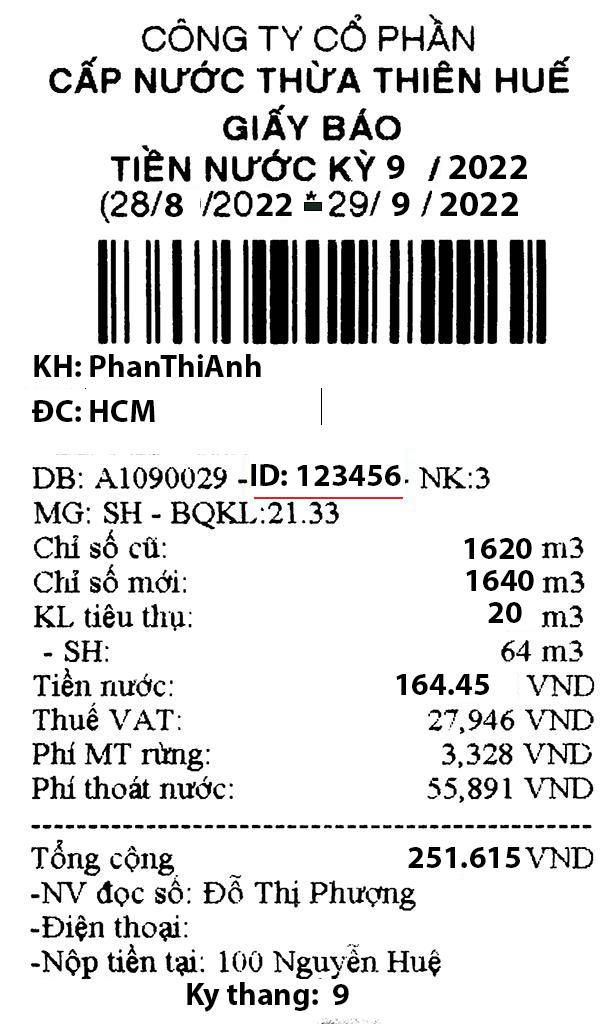 CÔNG TY CỔ PHẦN
CẤP NƯỚC THỪA THIÊN HUẾ
GIẤY BÁO
TIỀN NƯỚC KỲ 9 / 2022
(28/8 /2022 - 29/ 9 / 2022
KH: PhanThiAnh
ĐC: HCM
DB: A1090029 -ID: 123456. NK:3
MG: SH - BQKL:21.33
Chỉ số cũ: 1620 m3
Chỉ số mới: 1640 m3
KL tiêu thụ: 20 m3
- SH: 64 m3
Tiền nước: 164.45 VND
Thuế VAT: 27,946 VND
Phí MT rừng: 3,328 VND
Phí thoát nước: 55,891 VND
Tổng cộng 251.615 VND
-NV đọc số: Đỗ Thị Phượng
-Điện thoại:
-Nộp tiền tại: 100 Nguyễn Huệ
Ky thang: 9